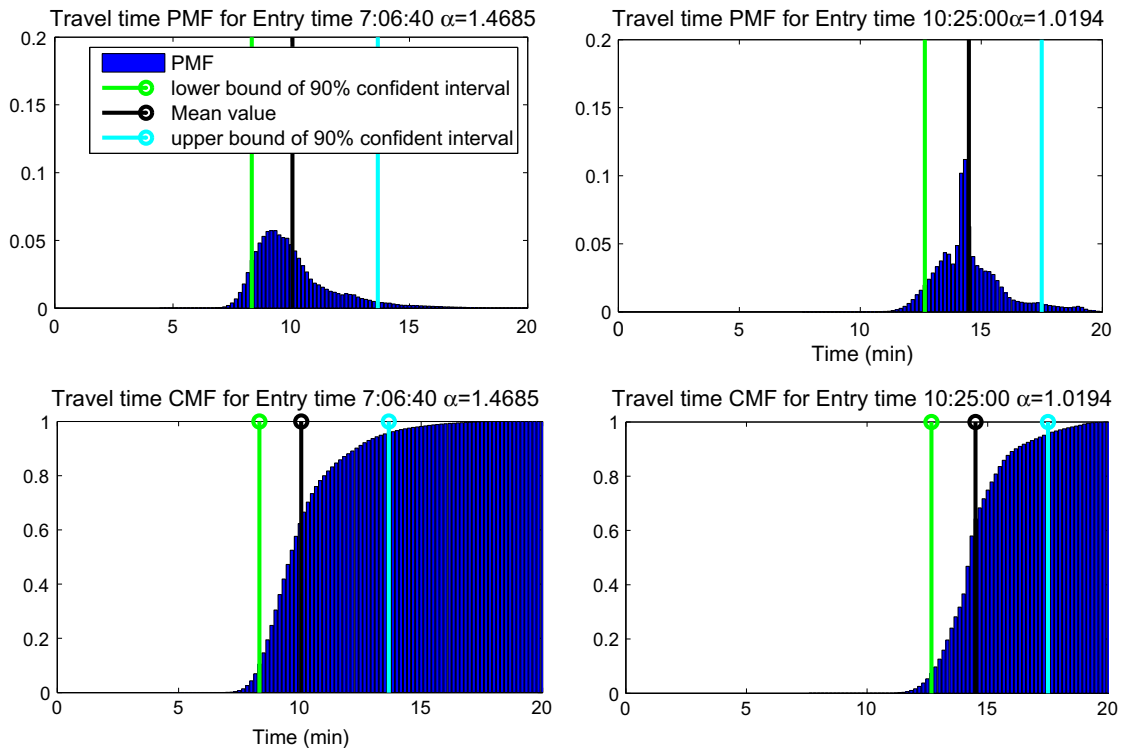 Travel time PMF for Entry time 7:06:40 α=1.4685
0.2
0.15
0.1
0.05
0
0 5 10 15 20
PMF
lower bound of 90% confident interval
Mean value
upper bound of 90% confident interval
Travel time PMF for Entry time 10:25:00α=1.0194
0.2
0.15
0.1
0.05
0
0 5 10 15 20
Time (min)
Travel time CMF for Entry time 7:06:40 α=1.4685
1
0.8
0.6
0.4
0.2
0
0 5 10 15 20
Time (min)
Travel time CMF for Entry time 10:25:00 α=1.0194
1
0.8
0.6
0.4
0.2
0
0 5 10 15 20
Time (min)